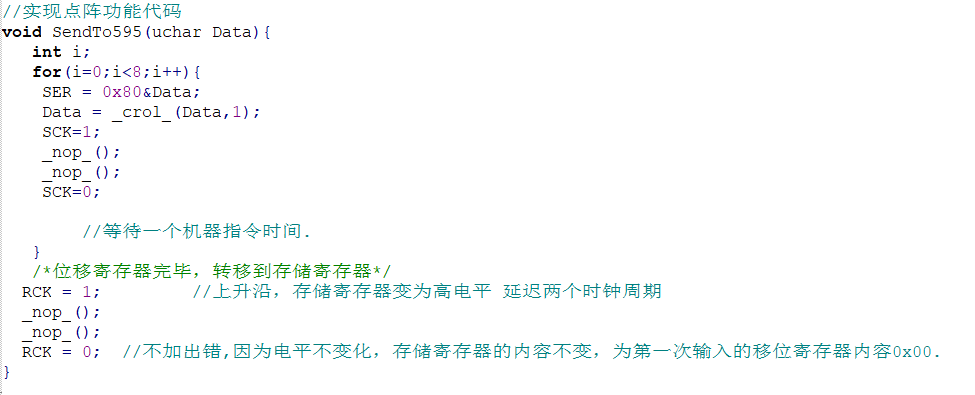 //实现点阵功能代码
void SendTo595(uchar Data){
int i;
for(i=0;i<8;i++){
SER = 0x80&Data;
Data = _crol_(Data,1);
SCK=1;
_nop_();
_nop_();
SCK=0;
//等待一个机器指令时间.
}
/*位移寄存器完毕，转移到存储寄存器*/
RCK = 1; //上升沿，存储寄存器变为高电平 延迟两个时钟周期
_nop_();
_nop_();
RCK = 0; //不加出错,因为电平不变化，存储寄存器的内容不变，为第一次输入的移位寄存器内容0x00.
}